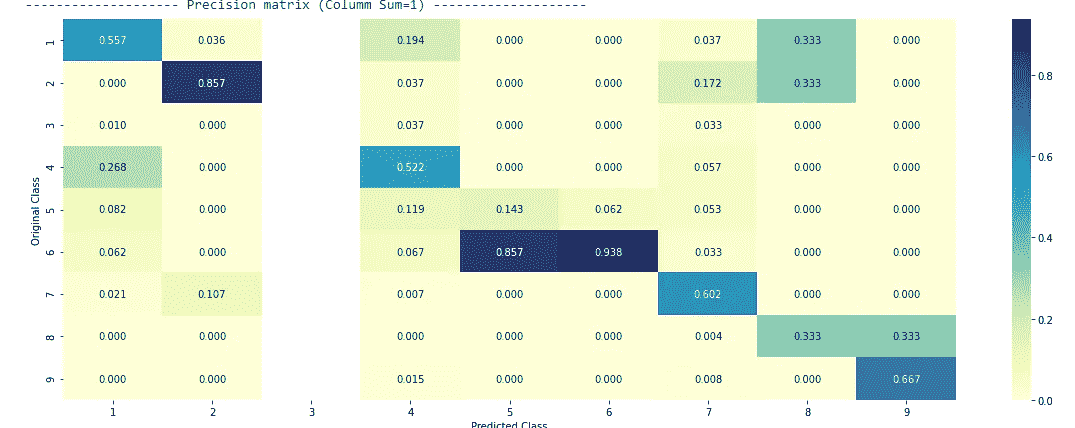 ------------------- Precision matrix (Columm Sum=1) -------------------
1 0.557 0.036 0.194 0.000 0.000 0.037 0.333 0.000
2 0.000 0.857 0.037 0.000 0.000 0.172 0.333 0.000
3 0.010 0.000 0.037 0.000 0.000 0.033 0.000 0.000
4 0.268 0.000 0.522 0.000 0.000 0.057 0.000 0.000
5 0.082 0.000 0.119 0.143 0.062 0.053 0.000 0.000
6 0.062 0.000 0.067 0.857 0.938 0.033 0.000 0.000
7 0.021 0.107 0.007 0.000 0.000 0.602 0.000 0.000
8 0.000 0.000 0.000 0.000 0.000 0.004 0.333 0.333
9 0.000 0.000 0.015 0.000 0.000 0.008 0.000 0.667
1 2 3 4 5 6 7 8 9
Predicted Class
Original Class
0.8
0.6
0.4
0.2
0.0